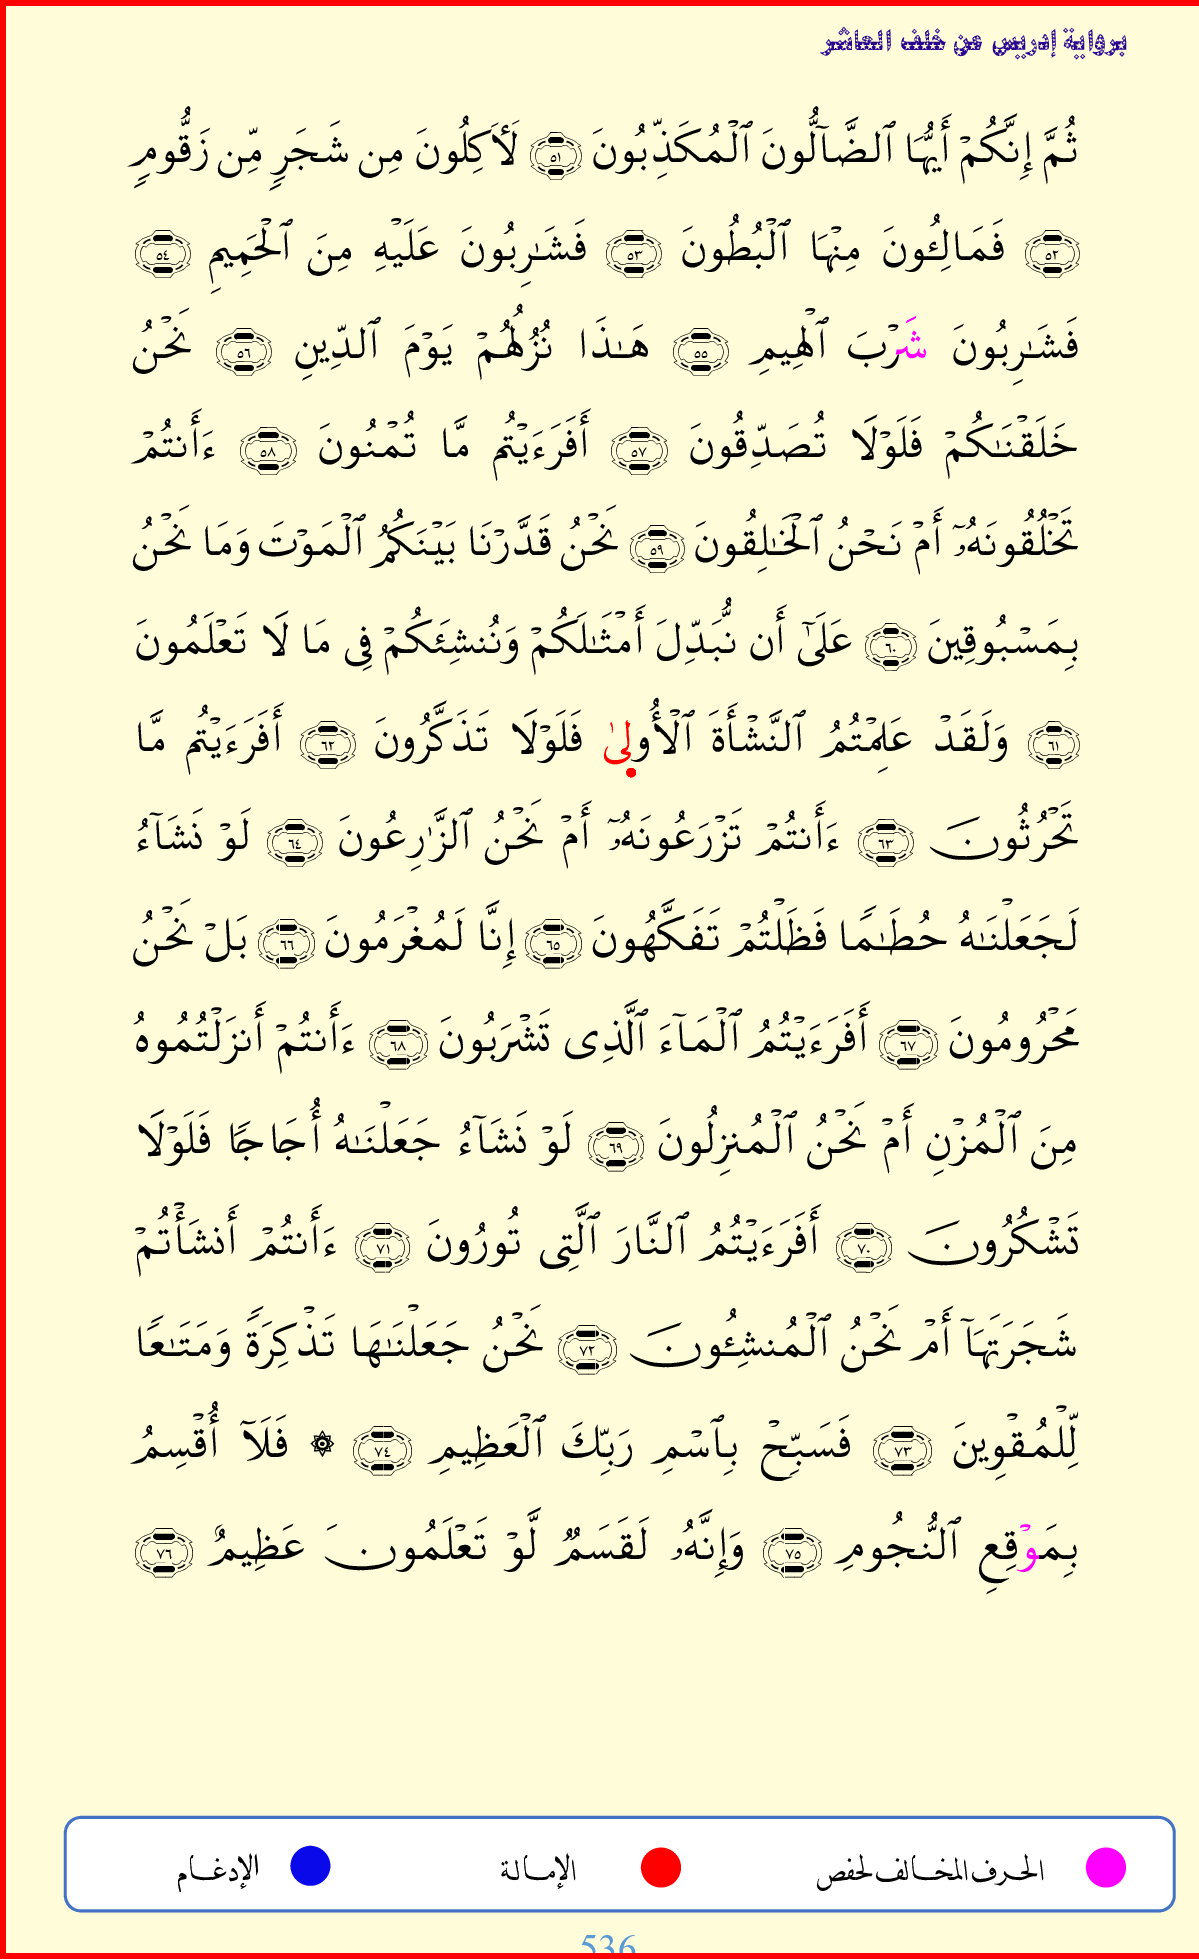 برواية إدريس عن خلف العاشر
ثُمَّ إِنَّكُمْ أَيُّهَا ٱلضَّآلُّونَ ٱلْمُكَذِّبُونَ ٥١ لَأٓكِلُونَ مِن شَجَرٍ مِّن زَقُّومٍ
٥٢ فَمَالِـُٔونَ مِنْهَا ٱلْبُطُونَ ٥٣ فَشَـٰرِبُونَ عَلَيْهِ مِنَ ٱلْحَمِيمِ ٥٤
فَشَـٰرِبُونَ شَرْبَ ٱلْهِيمِ ٥٥ هَـٰذَا نُزُلُهُمْ يَوْمَ ٱلدِّينِ ٥٦ نَحْنُ
خَلَقْنَـٰكُمْ فَلَوْلَا تُصَدِّقُونَ ٥٧ أَفَرَءَيْتُم مَّا تُمْنُونَ ٥٨ ءَأَنتُمْ
تَخْلُقُونَهُۥٓ أَمْ نَحْنُ ٱلْخَـٰلِقُونَ ٥٩ نَحْنُ قَدَّرْنَا بَيْنَكُمُ ٱلْمَوْتَ وَمَا نَحْنُ
بِمَسْبُوقِينَ ٦٠ عَلَىٰٓ أَن نُّبَدِّلَ أَمْثَـٰلَكُمْ وَنُنشِئَكُمْ فِى مَا لَا تَعْلَمُونَ
٦١ وَلَقَدْ عَلِمْتُمُ ٱلنَّشْأَةَ ٱلْأُولىٰ فَلَوْلَا تَذَكَّرُونَ ٦٢ أَفَرَءَيْتُم مَّا
تَحْرُثُونَ ٦٣ ءَأَنتُمْ تَزْرَعُونَهُۥٓ أَمْ نَحْنُ ٱلزَّٰرِعُونَ ٦٤ لَوْ نَشَآءُ
لَجَعَلْنَـٰهُ حُطَـٰمًا فَظَلْتُمْ تَفَكَّهُونَ ٦٥ إِنَّا لَمُغْرَمُونَ ٦٦ بَلْ نَحْنُ
مَحْرُومُونَ ٦٧ أَفَرَءَيْتُمُ ٱلْمَآءَ ٱلَّذِى تَشْرَبُونَ ٦٨ ءَأَنتُمْ أَنزَلْتُمُوهُ
مِنَ ٱلْمُزْنِ أَمْ نَحْنُ ٱلْمُنزِلُونَ ٦٩ لَوْ نَشَآءُ جَعَلْنَـٰهُ أُجَاجًا فَلَوْلَا
تَشْكُرُونَ ٧٠ أَفَرَءَيْتُمُ ٱلنَّارَ ٱلَّتِى تُورُونَ ٧١ ءَأَنتُمْ أَنشَأْتُمْ
شَجَرَتَهَآ أَمْ نَحْنُ ٱلْمُنشِـُٔونَ ٧٢ نَحْنُ جَعَلْنَـٰهَا تَذْكِرَةً وَمَتَـٰعًا
لِّلْمُقْوِينَ ٧٣ فَسَبِّحْ بِٱسْمِ رَبِّكَ ٱلْعَظِيمِ ٧٤ ۞ فَلَآ أُقْسِمُ
بِمَوْقِعِ ٱلنُّجُومِ ٧٥ وَإِنَّهُۥ لَقَسَمٌ لَّوْ تَعْلَمُونَ عَظِيمٌ ٧٦
الحرف المخالف لحفص الإمالة الإدغام
536